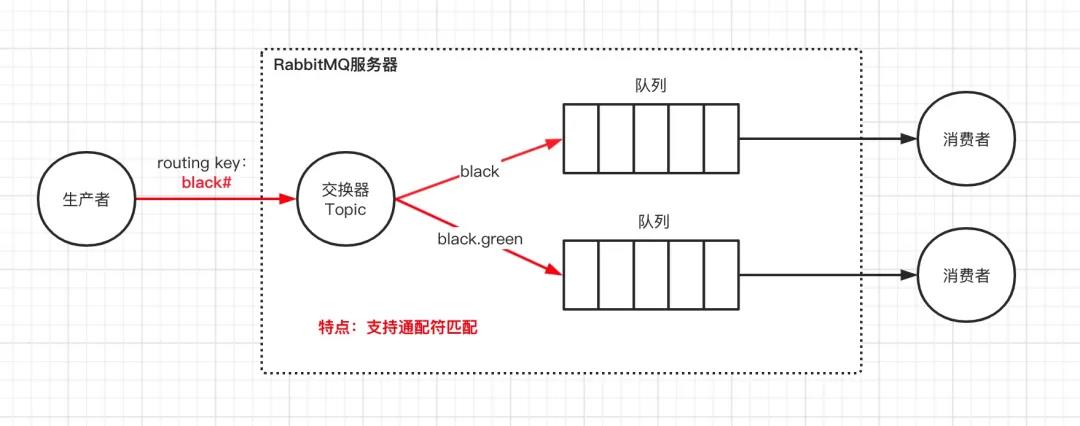 RabbitMQ服务器
队列
消费者
routing key：
black#
生产者
交换器
Topic
black
black.green
队列
消费者
特点：支持通配符匹配